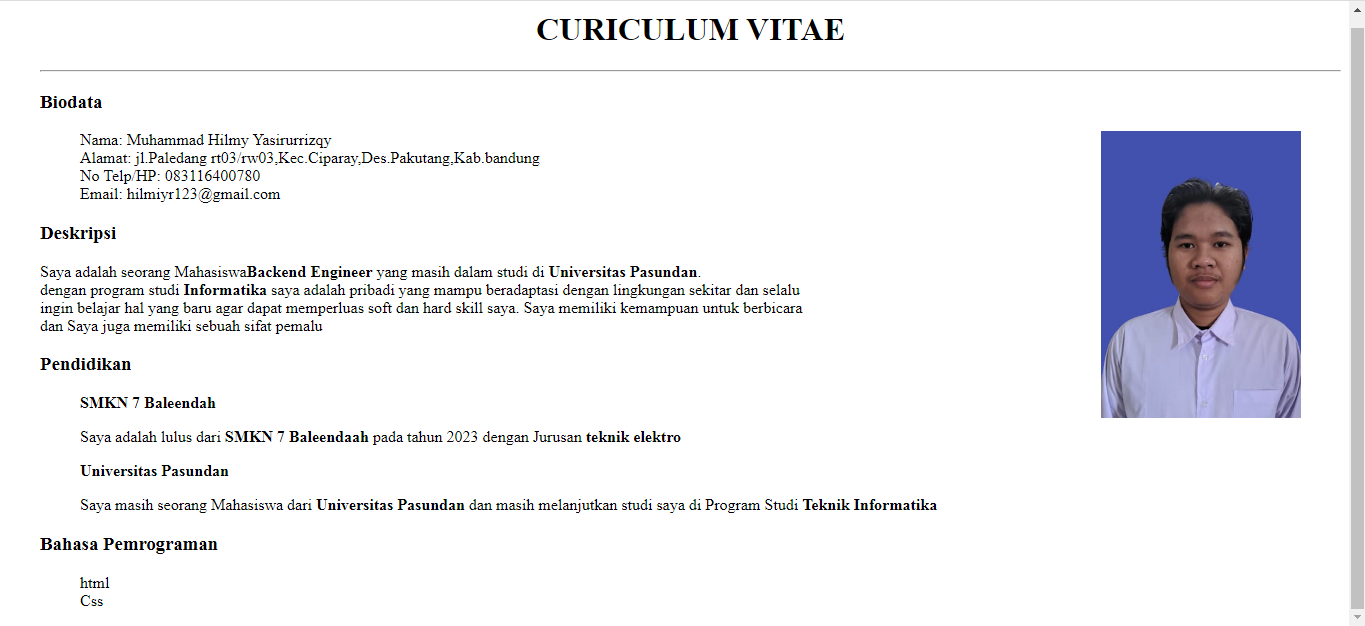 CURICULUM VITAE
Biodata
Nama: Muhammad Hilmy Yasirurrizqy
Alamat: jl.Paledang rt03/rw03,Kec.Ciparay,Des.Pakutang,Kab.bandung
No Telp/HP: 083116400780
Email: hilmiyr123@gmail.com
Deskripsi
Saya adalah seorang MahasiswaBackend Engineer yang masih dalam studi di Universitas Pasundan.
dengan program studi Informatika saya adalah pribadi yang mampu beradaptasi dengan lingkungan sekitar dan selalu
ingin belajar hal yang baru agar dapat memperluas soft dan hard skill saya. Saya memiliki kemampuan untuk berbicara
dan Saya juga memiliki sebuah sifat pemalu
Pendidikan
SMKN 7 Baleendah
Saya adalah lulus dari SMKN 7 Baleendaah pada tahun 2023 dengan Jurusan teknik elektro
Universitas Pasundan
Saya masih seorang Mahasiswa dari Universitas Pasundan dan masih melanjutkan studi saya di Program Studi Teknik Informatika
Bahasa Pemrograman
html
Css